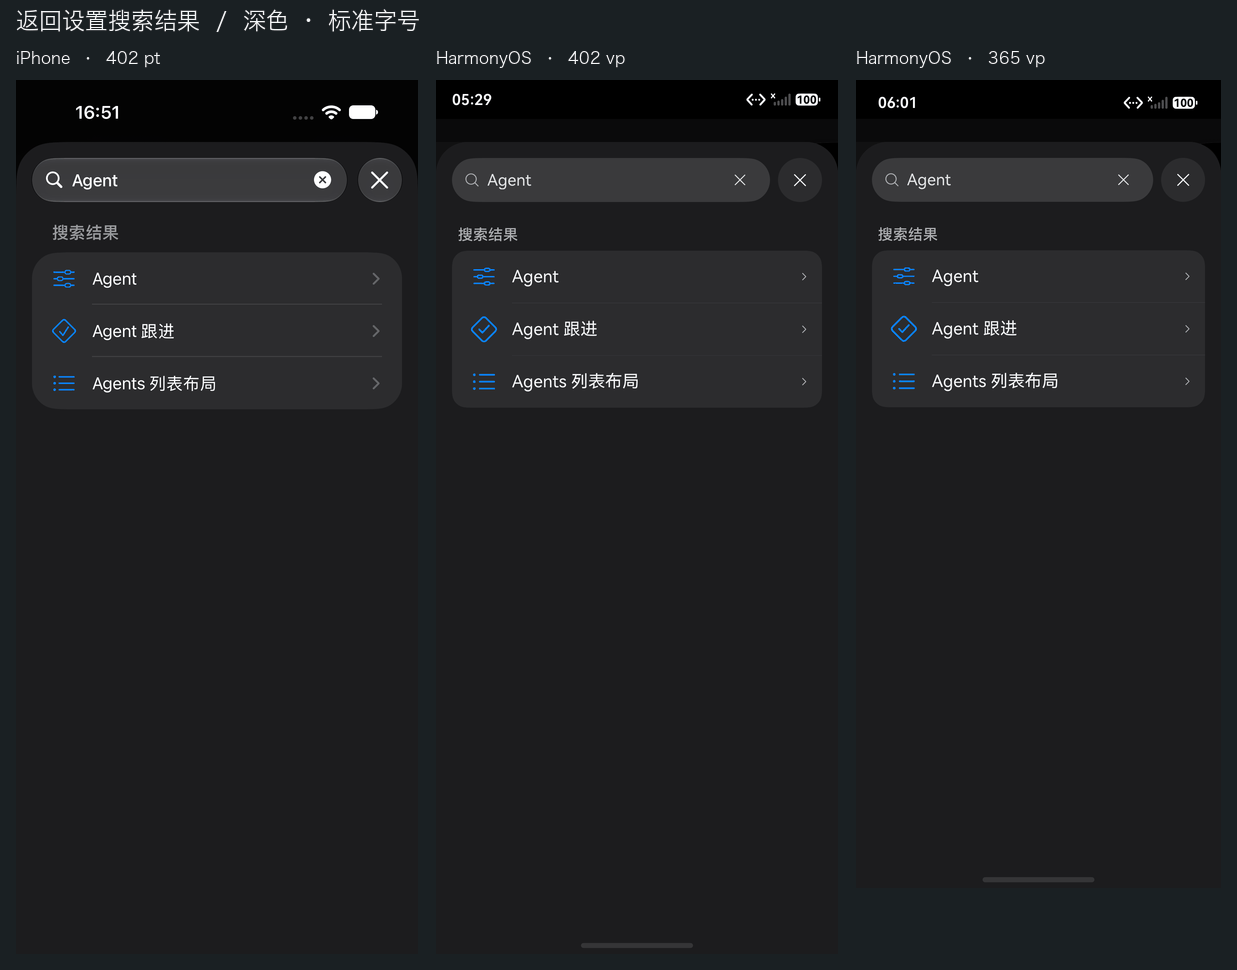 返回设置搜索结果 / 深色 · 标准字号
iPhone · 402 pt
16:51
Agent
搜索结果
Agent
Agent 跟进
Agents 列表布局
HarmonyOS · 402 vp
05:29
100
Agent
搜索结果
Agent
Agent 跟进
Agents 列表布局
HarmonyOS · 365 vp
06:01
100
Agent
搜索结果
Agent
Agent 跟进
Agents 列表布局